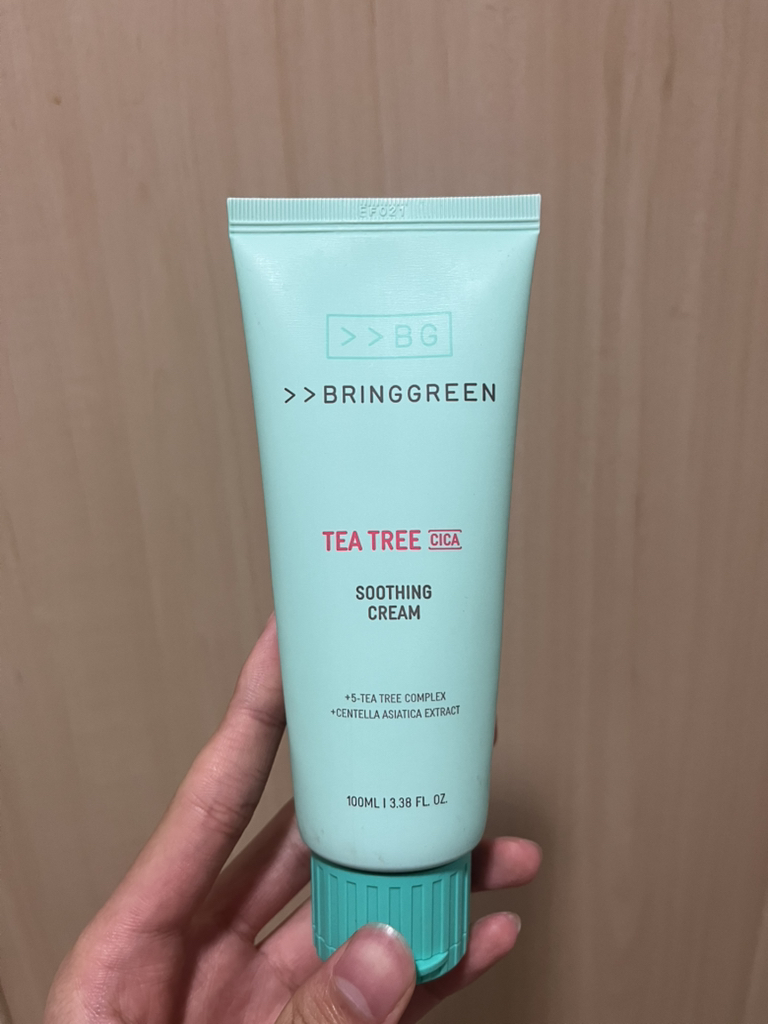 EF021
>>BG
>>BRINGGREEN
TEA TREE CICA
SOOTHING
CREAM
+5-TEA TREE COMPLEX
+CENTELLA ASIATICA EXTRACT
100ML I 3.38 FL. OZ.